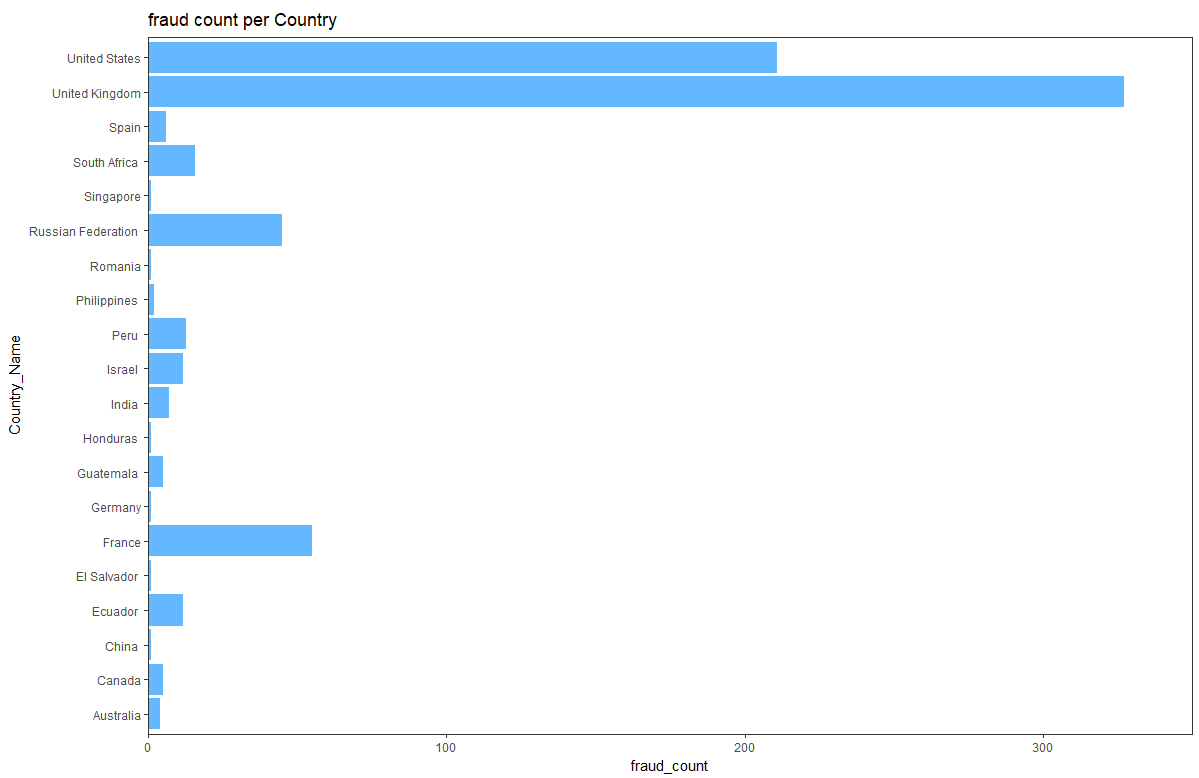 fraud count per Country
United States
United Kingdom
Spain
South Africa
Singapore
Russian Federation
Romania
Philippines
Peru
Israel
India
Honduras
Guatemala
Germany
France
El Salvador
Ecuador
China
Canada
Australia
Country_Name
0 100 200 300
fraud_count